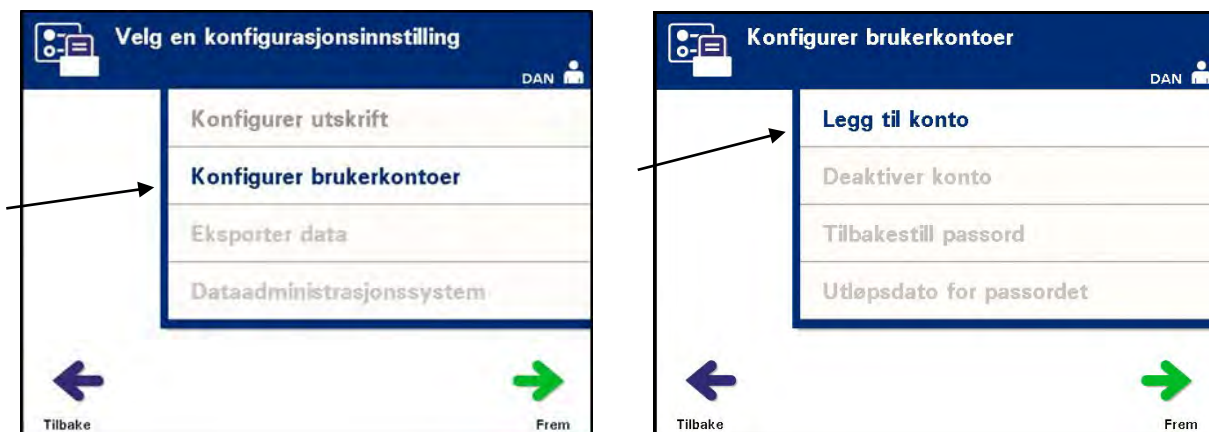 Velg en konfigurasjonsinnstilling
DAN
Konfigurer utskrift
Konfigurer brukerkontoer
Eksporter data
Dataadministrasjonssystem
Tilbake
Frem
Konfigurer brukerkontoer
DAN
Legg til konto
Deaktiver konto
Tilbakestill passord
Utløpsdato for passordet
Tilbake
Frem